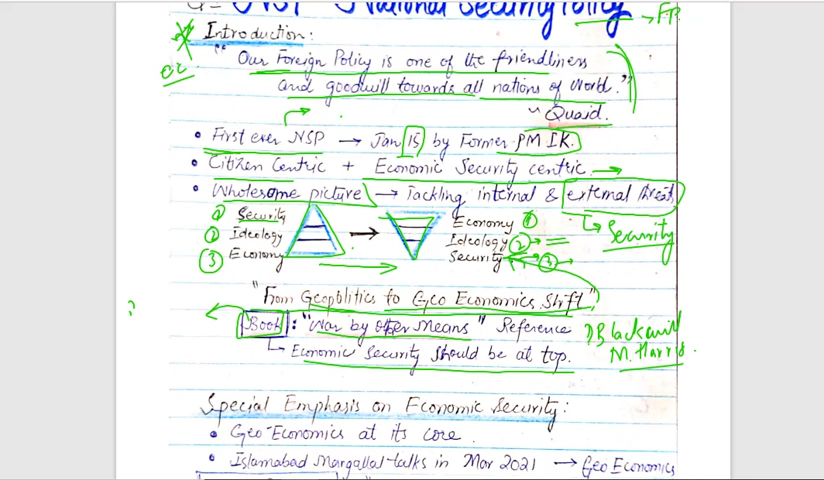 NSP National Security Policy → FP
Introduction:
"Our Foreign Policy is one of the friendliness
and goodwill towards all nations of World."
~ Quaid.
• First ever NSP → Jan 15 by Former PM IK.
• Citizen Centric + Economic Security centric →
• Wholesome picture → Tackling internal & external threats
→ Security
① Security → Economy ①
② Ideology Ideology ②
③ Economy Security ③
"From Geopolitics to Geo Economics Shift"
Book: "War by Other Means" Reference
→ Economic Security should be at top.
M. Harris
Special Emphasis on Economic Security:
• Geo-Economics at its core.
• Islamabad Margallal talks in Mar 2021 → Geo Economics